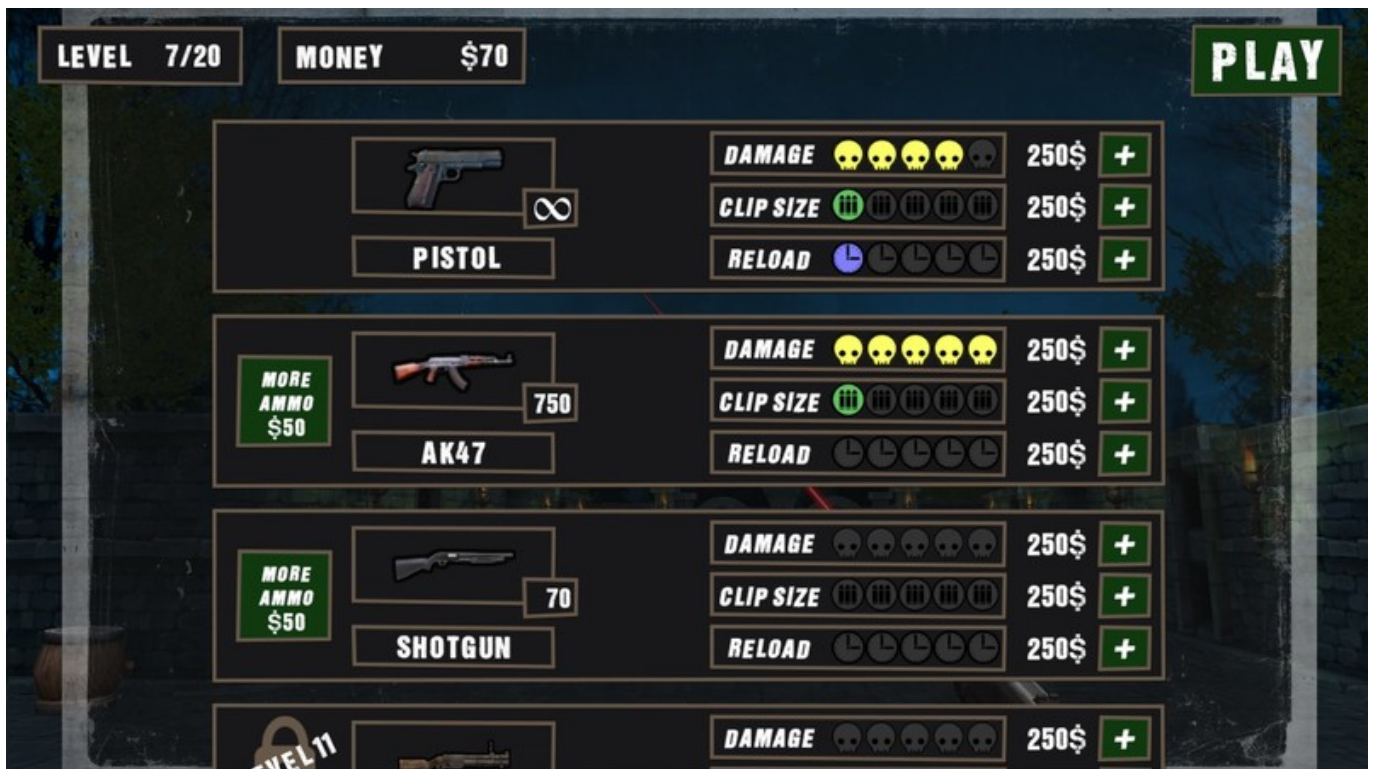 LEVEL 7/20
MONEY $70
PLAY
DAMAGE 250$ +
CLIP SIZE 250$ +
RELOAD 250$ +
∞
PISTOL
MORE
AMMO
$50
750
AK47
DAMAGE 250$ +
CLIP SIZE 250$ +
RELOAD 250$ +
MORE
AMMO
$50
70
SHOTGUN
DAMAGE 250$ +
CLIP SIZE 250$ +
RELOAD 250$ +
LEVEL 11
DAMAGE 250$ +